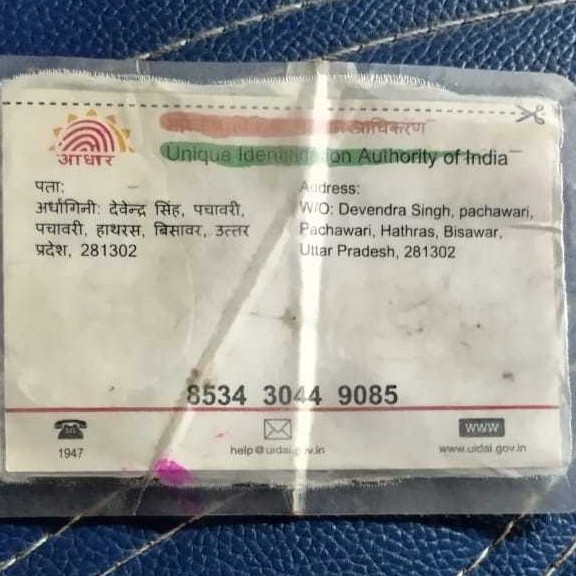 आधार
प्राधिकरण
Unique Identification Authority of India
पता:
अर्धांगिनी: देवेन्द्र सिंह, पचावरी,
पचावरी, हाथरस, बिसावर, उत्तर
प्रदेश, 281302
Address:
W/O: Devendra Singh, pachawari,
Pachawari, Hathras, Bisawar,
Uttar Pradesh, 281302
8534 3044 9085
1947
help@uidai.gov.in
WWW
www.uidai.gov.in